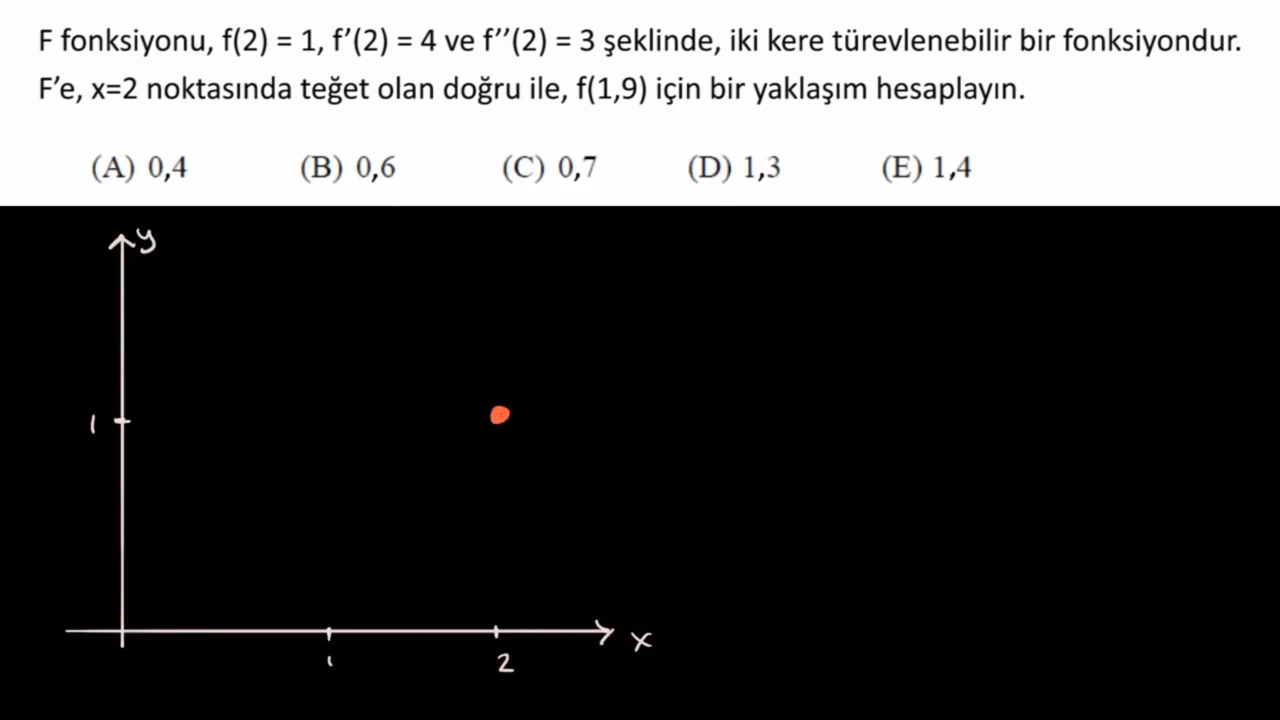 F fonksiyonu, f(2) = 1, f’(2) = 4 ve f’’(2) = 3 şeklinde, iki kere türevlenebilir bir fonksiyondur.
F’e, x=2 noktasında teğet olan doğru ile, f(1,9) için bir yaklaşım hesaplayın.
(A) 0,4 (B) 0,6 (C) 0,7 (D) 1,3 (E) 1,4
y
1
x
1 2